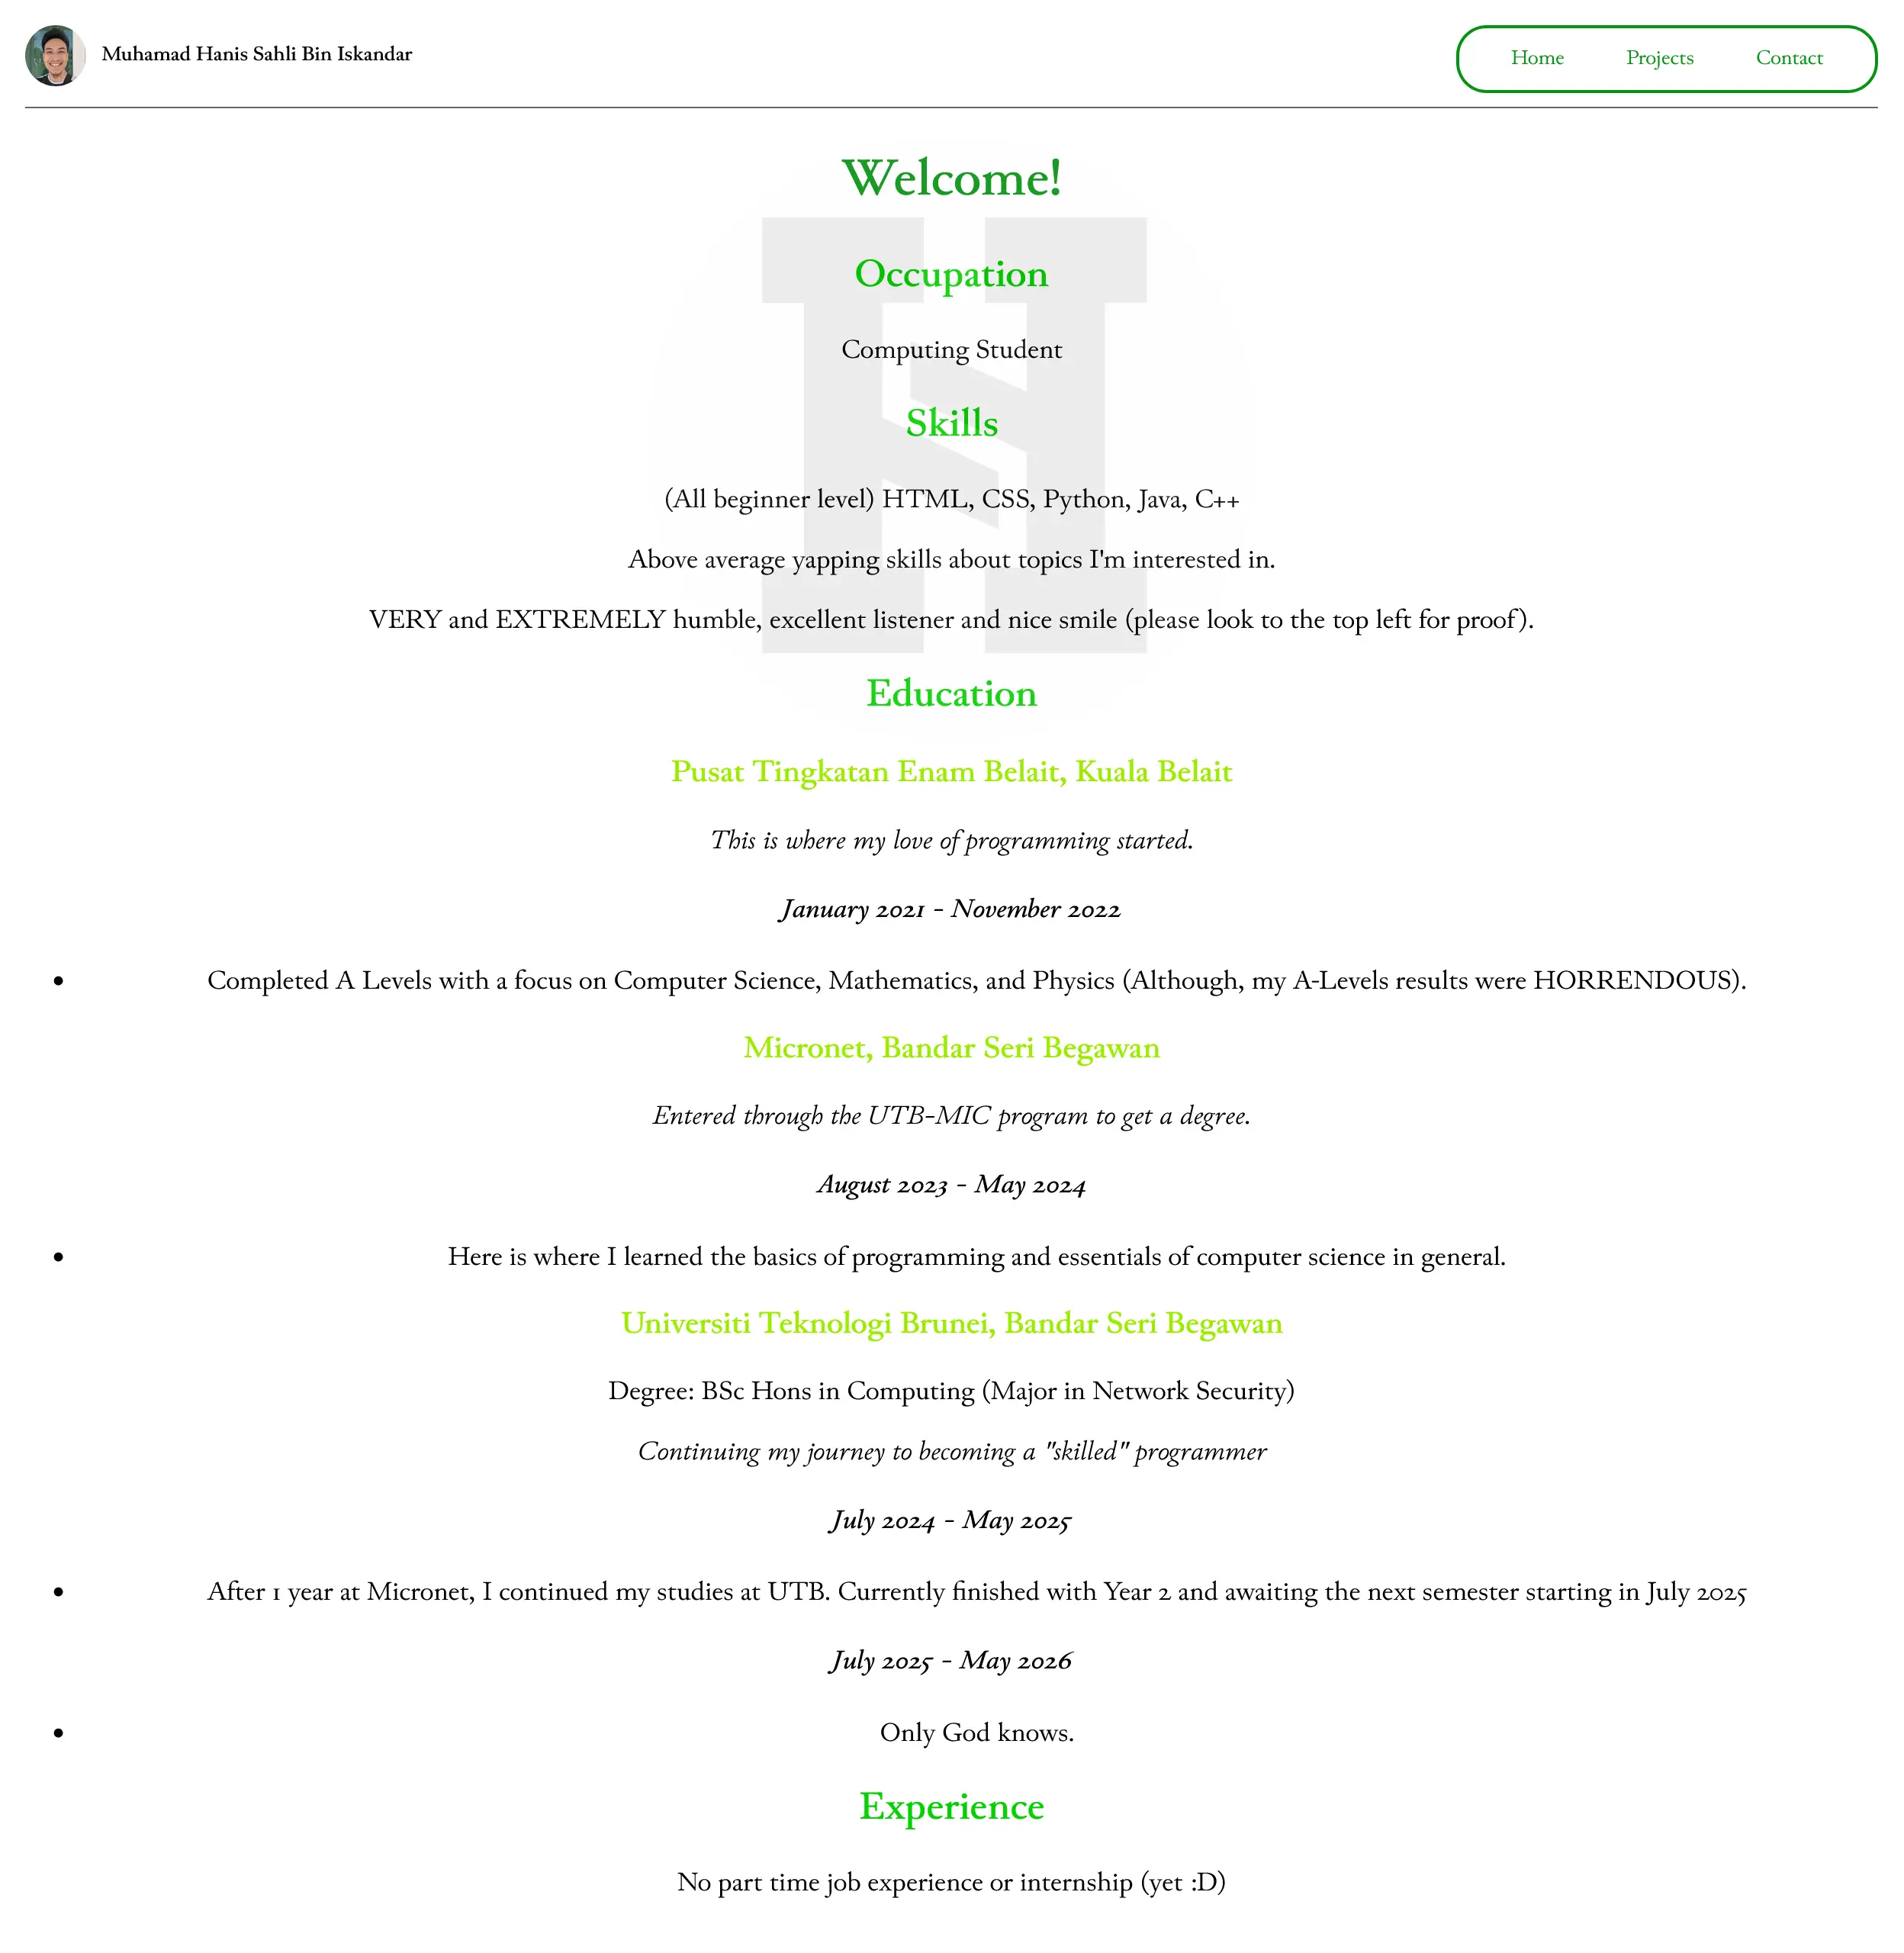 Muhamad Hanis Sahli Bin Iskandar
Home Projects Contact
Welcome!
Occupation
Computing Student
Skills
(All beginner level) HTML, CSS, Python, Java, C++
Above average yapping skills about topics I'm interested in.
VERY and EXTREMELY humble, excellent listener and nice smile (please look to the top left for proof).
Education
Pusat Tingkatan Enam Belait, Kuala Belait
This is where my love of programming started.
January 2021 - November 2022
• Completed A Levels with a focus on Computer Science, Mathematics, and Physics (Although, my A-Levels results were HORRENDOUS).
Micronet, Bandar Seri Begawan
Entered through the UTB-MIC program to get a degree.
August 2023 - May 2024
• Here is where I learned the basics of programming and essentials of computer science in general.
Universiti Teknologi Brunei, Bandar Seri Begawan
Degree: BSc Hons in Computing (Major in Network Security)
Continuing my journey to becoming a "skilled" programmer
July 2024 - May 2025
• After 1 year at Micronet, I continued my studies at UTB. Currently finished with Year 2 and awaiting the next semester starting in July 2025
July 2025 - May 2026
• Only God knows.
Experience
No part time job experience or internship (yet :D)